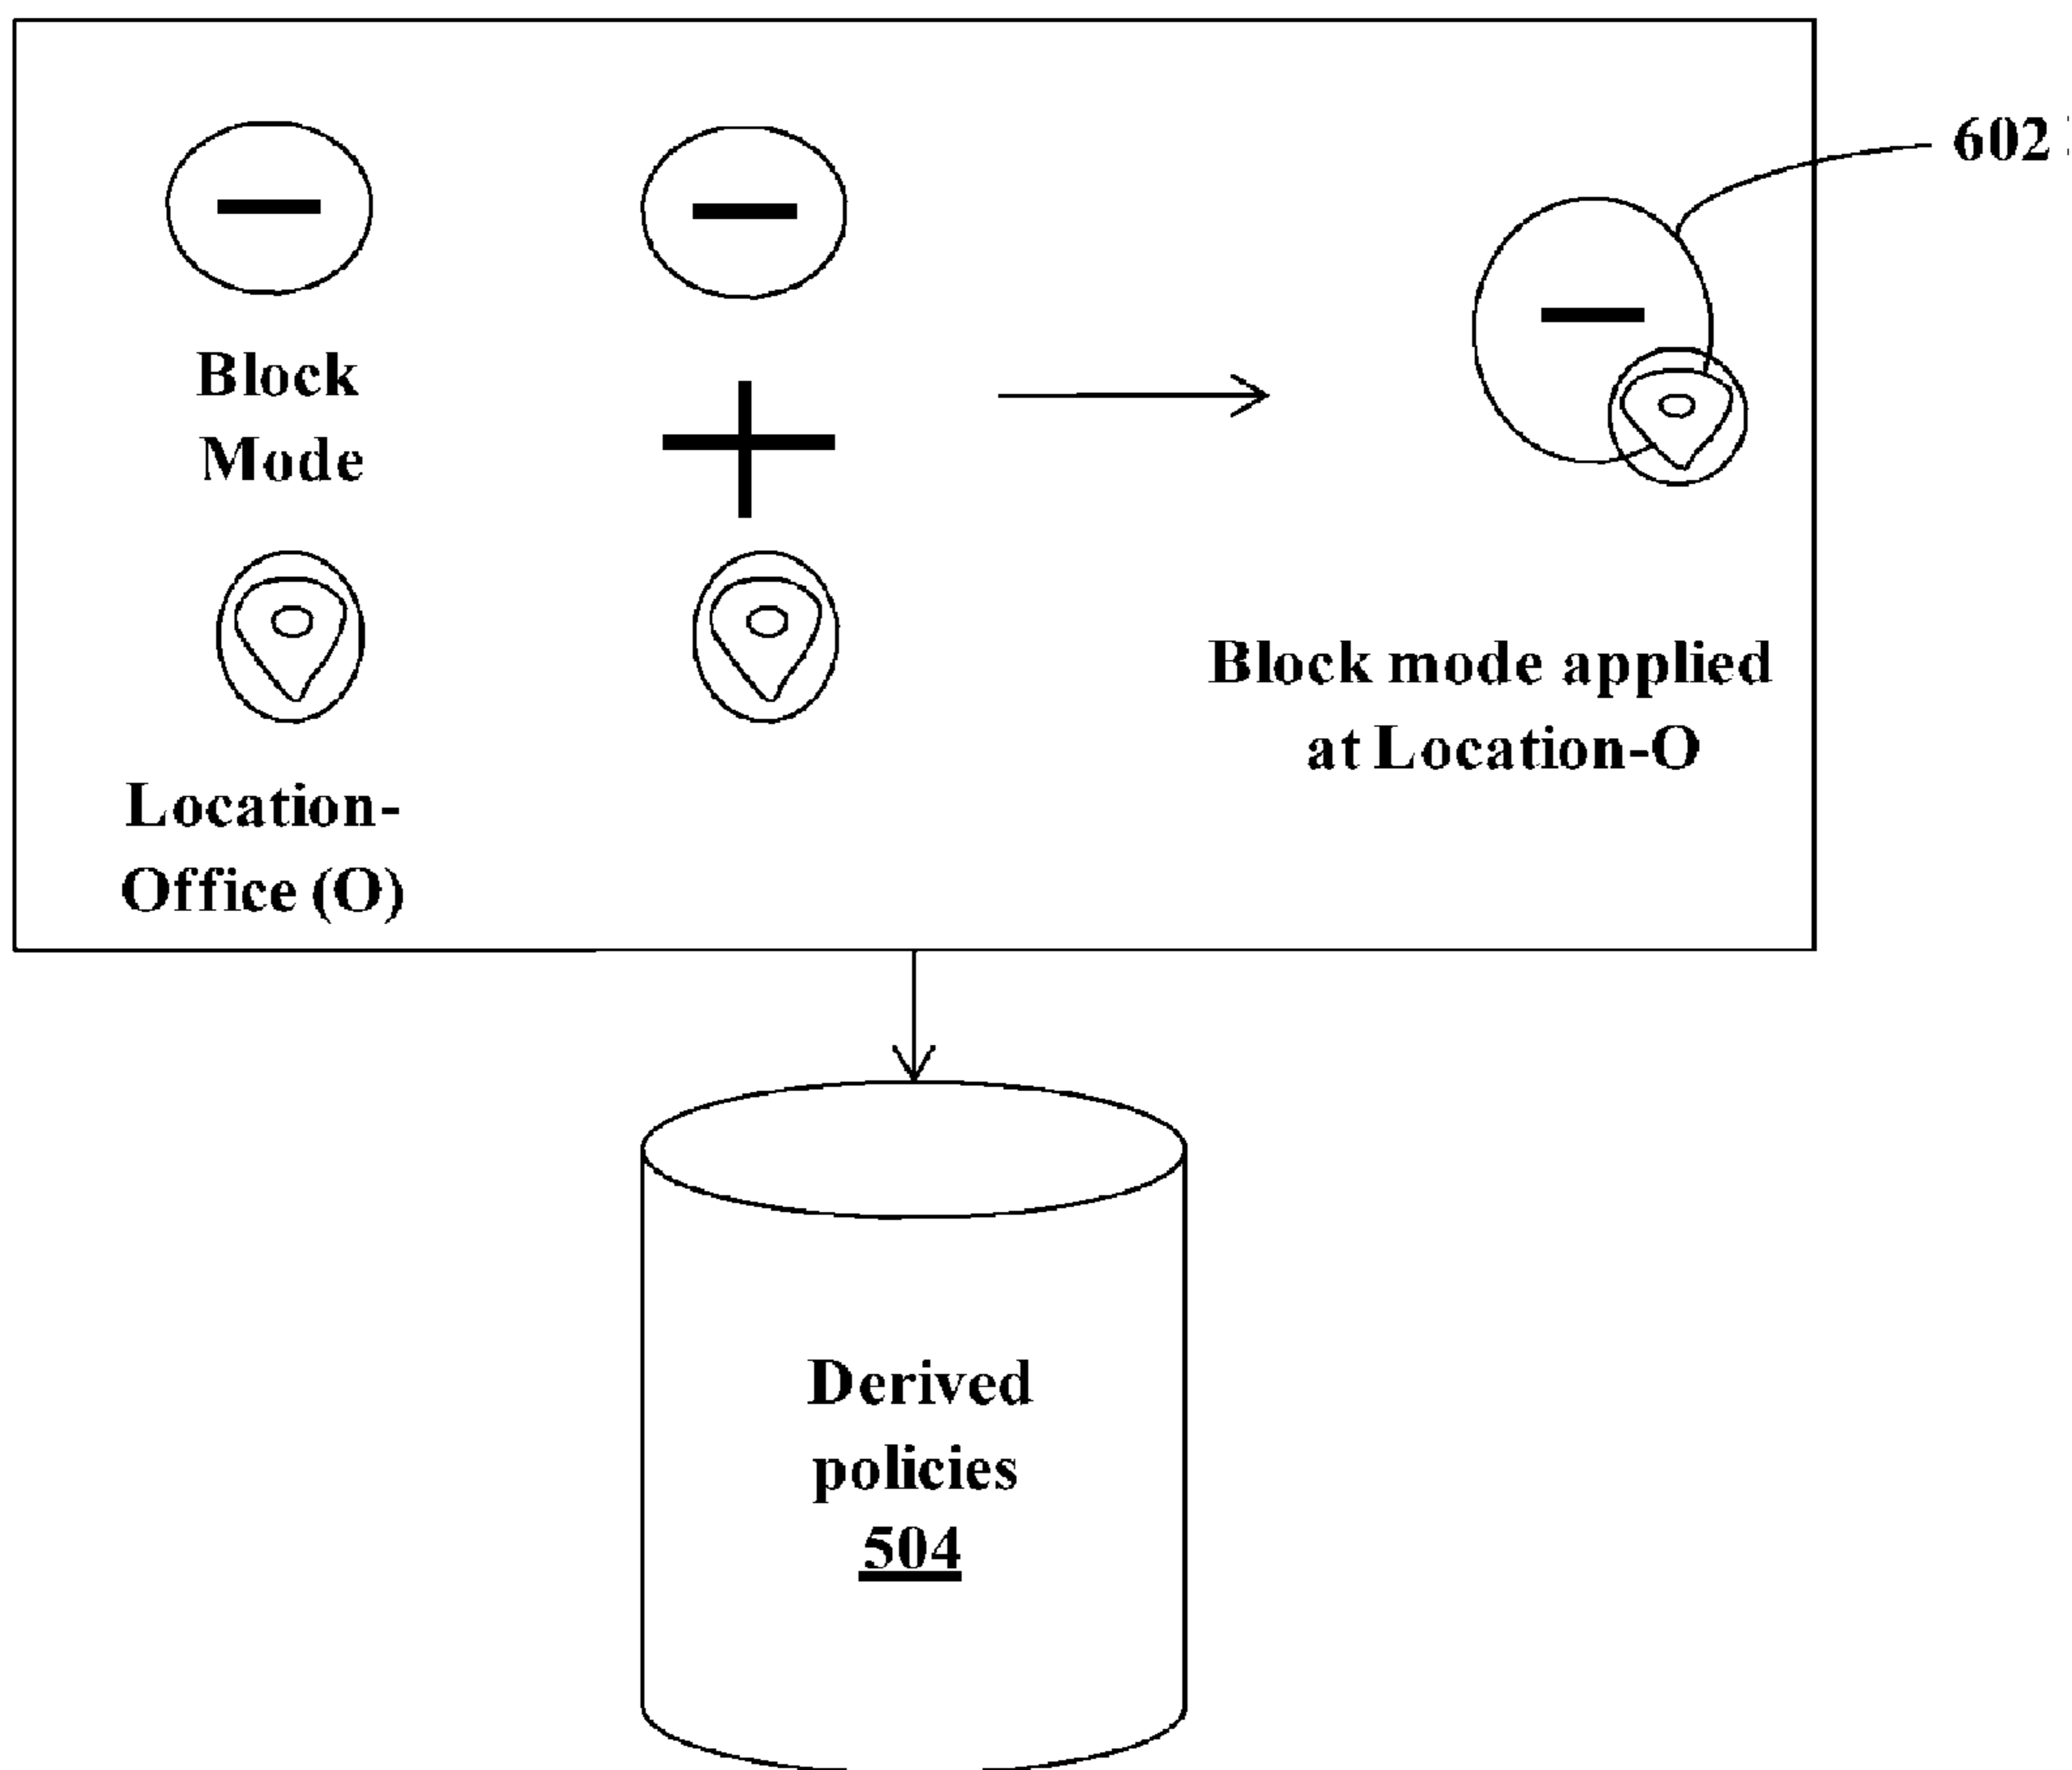 602
Block
Mode
Location-
Office (O)
Block mode applied
at Location-O
Derived
policies
504